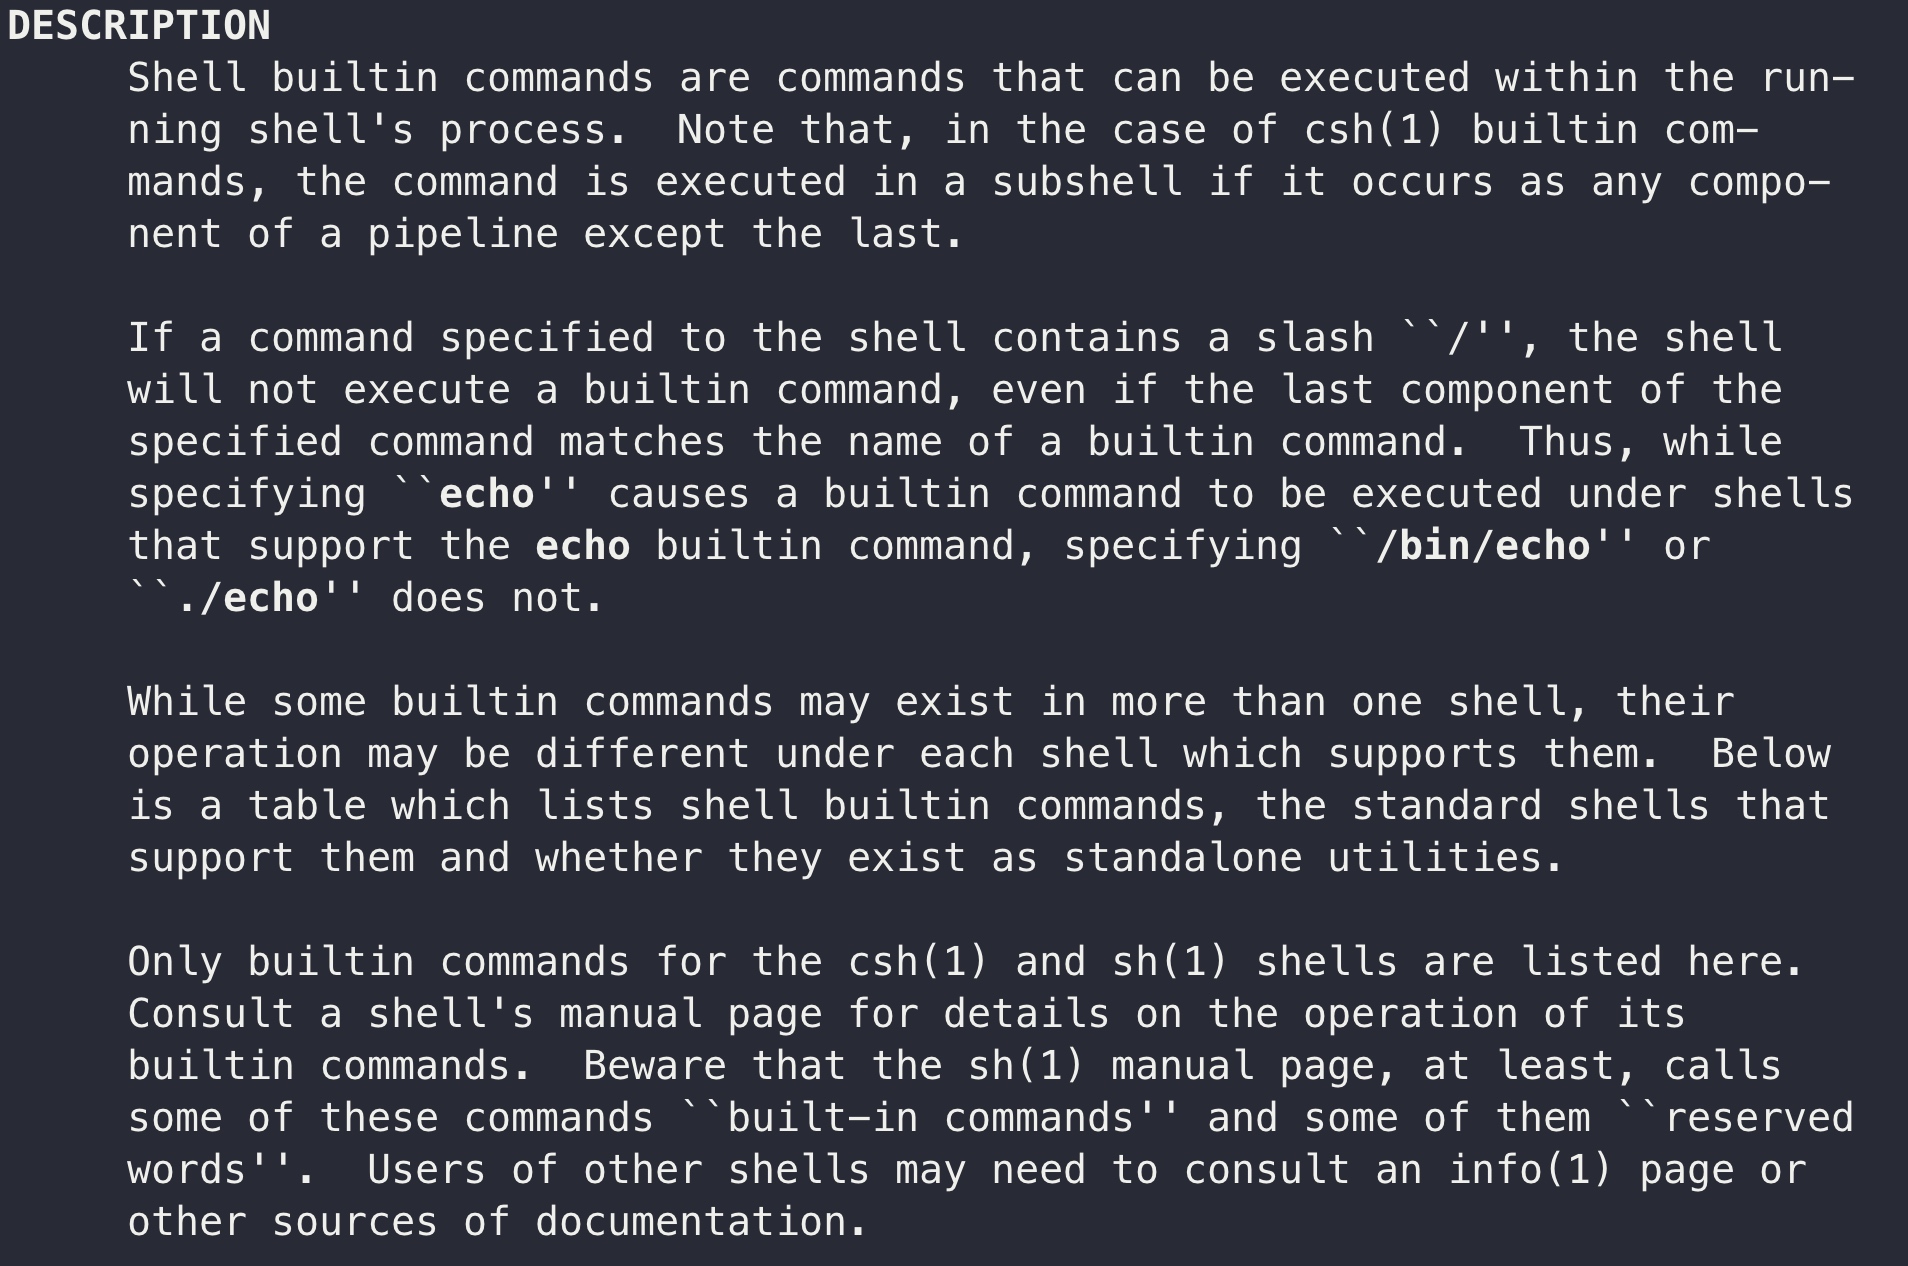 DESCRIPTION
Shell builtin commands are commands that can be executed within the run-
ning shell's process.  Note that, in the case of csh(1) builtin com-
mands, the command is executed in a subshell if it occurs as any compo-
nent of a pipeline except the last.

If a command specified to the shell contains a slash ``/'', the shell
will not execute a builtin command, even if the last component of the
specified command matches the name of a builtin command.  Thus, while
specifying ``echo'' causes a builtin command to be executed under shells
that support the echo builtin command, specifying ``/bin/echo'' or
``./echo'' does not.

While some builtin commands may exist in more than one shell, their
operation may be different under each shell which supports them.  Below
is a table which lists shell builtin commands, the standard shells that
support them and whether they exist as standalone utilities.

Only builtin commands for the csh(1) and sh(1) shells are listed here.
Consult a shell's manual page for details on the operation of its
builtin commands.  Beware that the sh(1) manual page, at least, calls
some of these commands ``built-in commands'' and some of them ``reserved
words''.  Users of other shells may need to consult an info(1) page or
other sources of documentation.